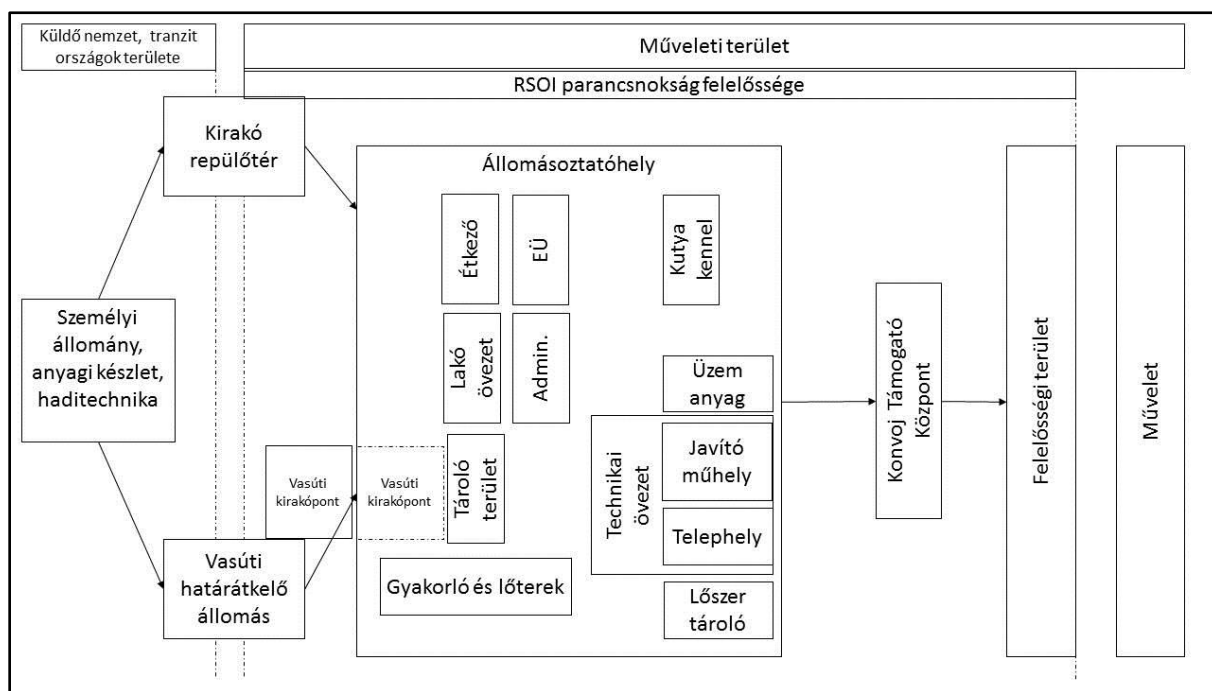 Küldő nemzet, tranzit
országok területe
Műveleti terület
RSOI parancsnokság felelőssége
Kirakó
repülőtér
Állomásoztatóhely
Étkező
EÜ
Kutya
kennel
Személyi
állomány,
anyagi készlet,
haditechnika
Lakó
övezet
Admin.
Üzem
anyag
Konvoj Támogató
Központ
Felelősségi terület
Művelet
Vasúti
kirakópont
Vasúti
kirakópont
Tároló
terület
Technikai
övezet
Javító
műhely
Telephely
Vasúti
határátkelő
állomás
Gyakorló és lőterek
Lőszer
tároló